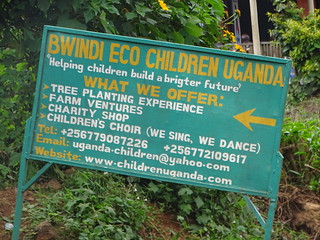 BWINDI ECO CHILDREN UGANDA
"Helping children build a brigter future"
WHAT WE OFFER:
➤ TREE PLANTING EXPERIENCE
➤ FARM VENTURES
➤ CHARITY SHOP
➤ CHILDREN'S CHOIR (WE SING, WE DANCE)
Tel: +256779087226 +256772109617
Email: uganda-children@yahoo.com
Website: www-childrenuganda-com